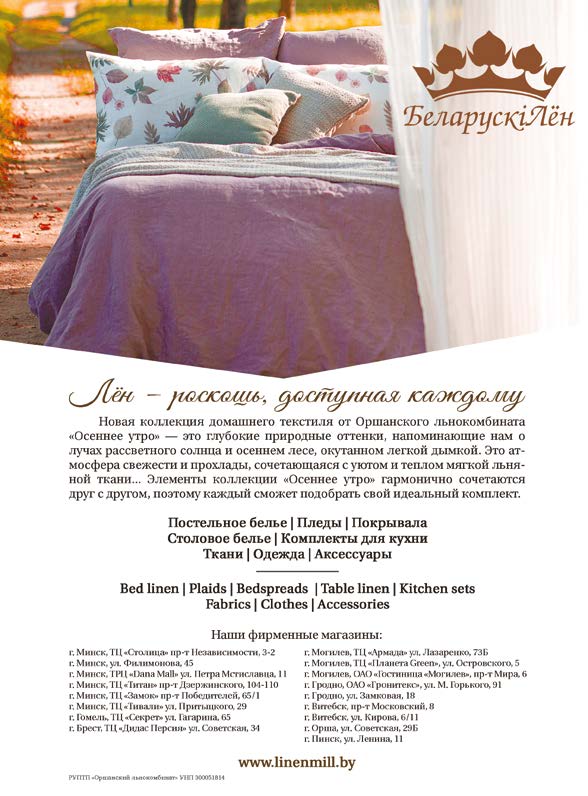 БеларускiЛён
Лён – роскошь, доступная каждому
Новая коллекция домашнего текстиля от Оршанского льнокомбината
«Осеннее утро» — это глубокие природные оттенки, напоминающие нам о
лучах рассветного солнца и осеннем лесе, окутанном легкой дымкой. Это ат-
мосфера свежести и прохлады, сочетающаяся с уютом и теплом мягкой льня-
ной ткани... Элементы коллекции «Осеннее утро» гармонично сочетаются
друг с другом, поэтому каждый сможет подобрать свой идеальный комплект.
Постельное белье | Пледы | Покрывала
Столовое белье | Комплекты для кухни
Ткани | Одежда | Аксессуары
Bed linen | Plaids | Bedspreads | Table linen | Kitchen sets
Fabrics | Clothes | Accessories
Наши фирменные магазины:
г. Минск, ТЦ «Столица» пр-т Независимости, 3-2
г. Минск, ул. Филимонова, 45
г. Минск, ТРЦ «Dana Mall» ул. Петра Мстиславца, 11
г. Минск, ТЦ «Титан» пр-т Дзержинского, 104-110
г. Минск, ТЦ «Замок» пр-т Победителей, 65/1
г. Минск, ТЦ «Тивали» ул. Притыцкого, 29
г. Гомель, ТЦ «Секрет» ул. Гагарина, 65
г. Брест, ТЦ «Дидас Персия» ул. Советская, 34
г. Могилев, ТЦ «Армада» ул, Лазаренко, 73Б
г. Могилев, ТЦ «Планета Green», ул. Островского, 5
г. Могилев, ОАО «Гостиница «Могилев», пр-т Мира, 6
г. Гродно, ОАО «Гронитекс», ул. М. Горького, 91
г. Гродно, ул. Замковая, 18
г. Витебск, пр-т Московский, 8
г. Витебск, ул. Кирова, 6/11
г. Орша, ул. Советская, 29Б
г. Пинск, ул. Ленина, 11
www.linenmill.by
РУПТП «Оршанский льнокомбинат» УНП 300051814